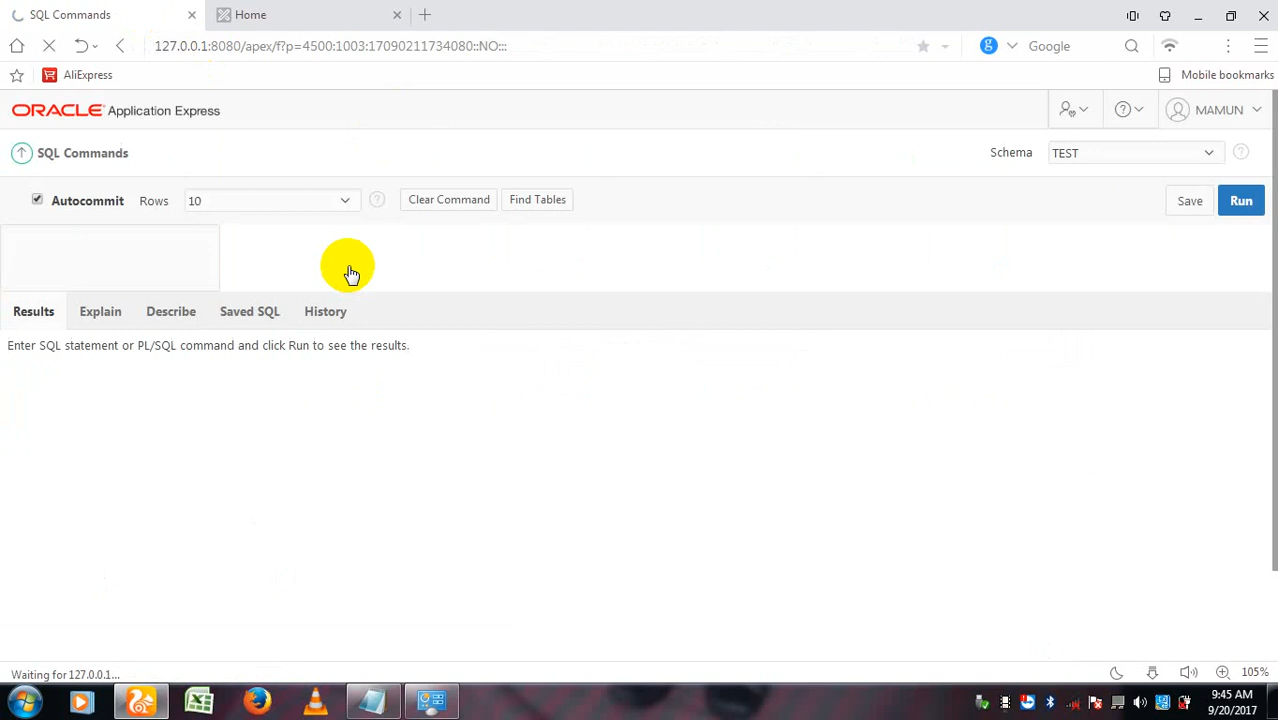 SQL Commands
Home
127.0.0.1:8080/apex/f?p=4500:1003:17090211734080::NO:::
Google
AliExpress
Mobile bookmarks
ORACLE Application Express
MAMUN
SQL Commands
Schema
TEST
Autocommit Rows 10 Clear Command Find Tables
Save Run
Results Explain Describe Saved SQL History
Enter SQL statement or PL/SQL command and click Run to see the results.
Waiting for 127.0.0.1...
105%
9:45 AM
9/20/2017